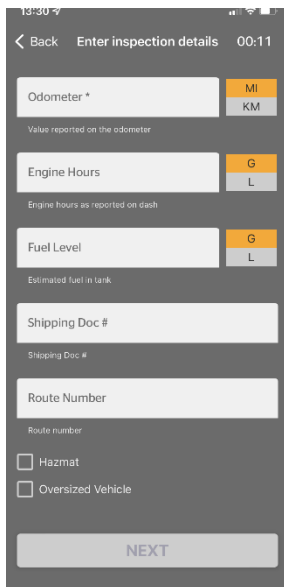 13:30
Back Enter inspection details 00:11
Odometer *
MI
KM
Value reported on the odometer
Engine Hours
G
L
Engine hours as reported on dash
Fuel Level
G
L
Estimated fuel in tank
Shipping Doc #
Shipping Doc #
Route Number
Route number
Hazmat
Oversized Vehicle
NEXT